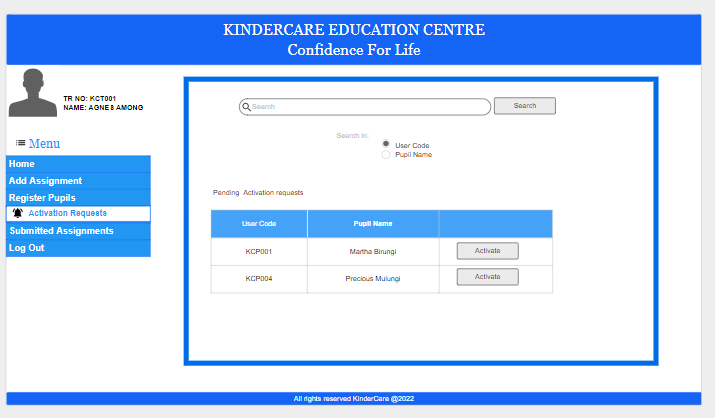 KINDERCARE EDUCATION CENTRE
Confidence For Life
TR NO: KCT001
NAME: AGNES AMONG
Menu
Home
Add Assignment
Register Pupils
Activation Requests
Submitted Assignments
Log Out
Search
Search
Search in:
User Code
Pupil Name
Pending Activation requests
User Code Pupil Name
KCP001 Martha Birungi Activate
KCP004 Precious Mulungi Activate
All rights reserved KinderCare @2022